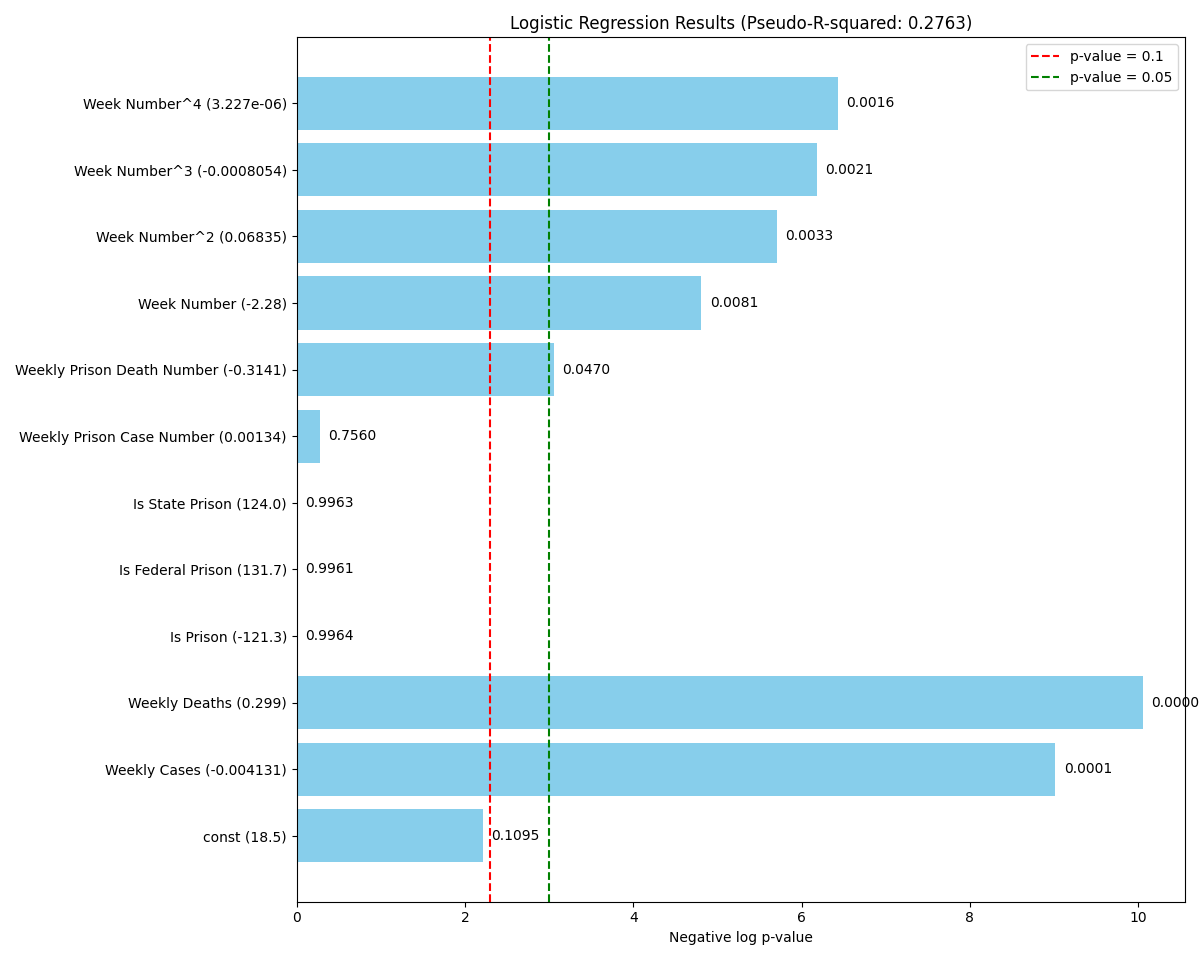 Logistic Regression Results (Pseudo-R-squared: 0.2763)
p-value = 0.1
p-value = 0.05
Week Number^4 (3.227e-06)
0.0016
Week Number^3 (-0.0008054)
0.0021
Week Number^2 (0.06835)
0.0033
Week Number (-2.28)
0.0081
Weekly Prison Death Number (-0.3141)
0.0470
Weekly Prison Case Number (0.00134)
0.7560
Is State Prison (124.0)
0.9963
Is Federal Prison (131.7)
0.9961
Is Prison (-121.3)
0.9964
Weekly Deaths (0.299)
0.0000
Weekly Cases (-0.004131)
0.0001
const (18.5)
0.1095
0 2 4 6 8 10
Negative log p-value